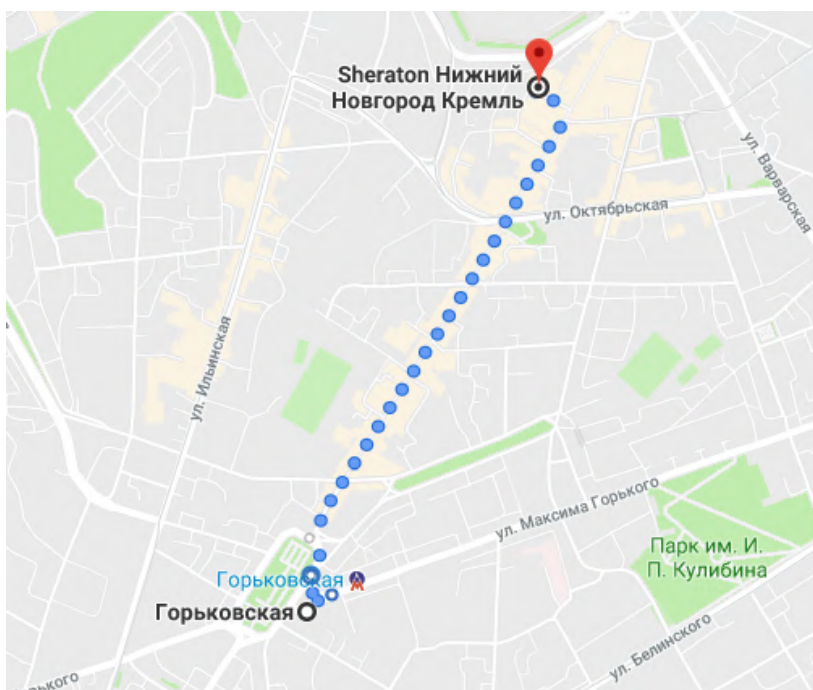 Sheraton Нижний
Новгород Кремль
ул. Варварская
ул. Октябрьская
ул. Ильинская
ул. Максима Горького
Парк им. И.
П. Кулибина
Горьковская
М
Горьковская
ул. Белинского